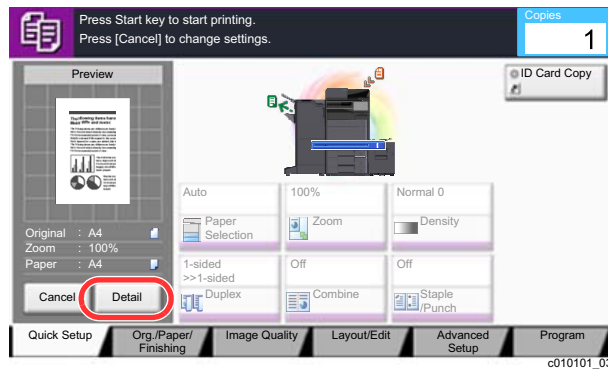 Press Start key to start printing.
Press [Cancel] to change settings.
Copies
1
Preview
ID Card Copy
Original : A4
Zoom : 100%
Paper : A4
Cancel
Detail
Auto
Paper
Selection
100%
Zoom
Normal 0
Density
1-sided
>>1-sided
Duplex
Off
Combine
Off
Staple
/Punch
Quick Setup
Org./Paper/
Finishing
Image Quality
Layout/Edit
Advanced
Setup
Program
c010101_03